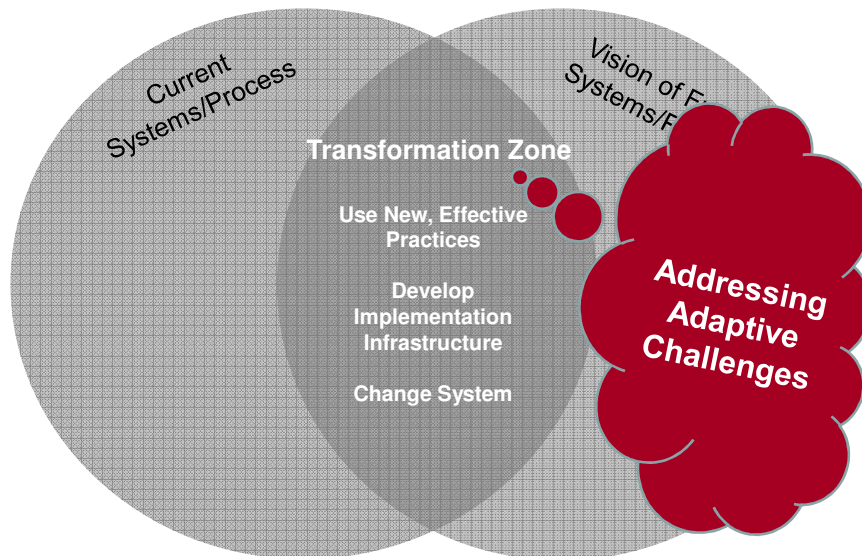 Current
Systems/Process
Vision of
Systems/
Transformation Zone
Use New, Effective
Practices
Develop
Implementation
Infrastructure
Change System
Addressing
Adaptive
Challenges